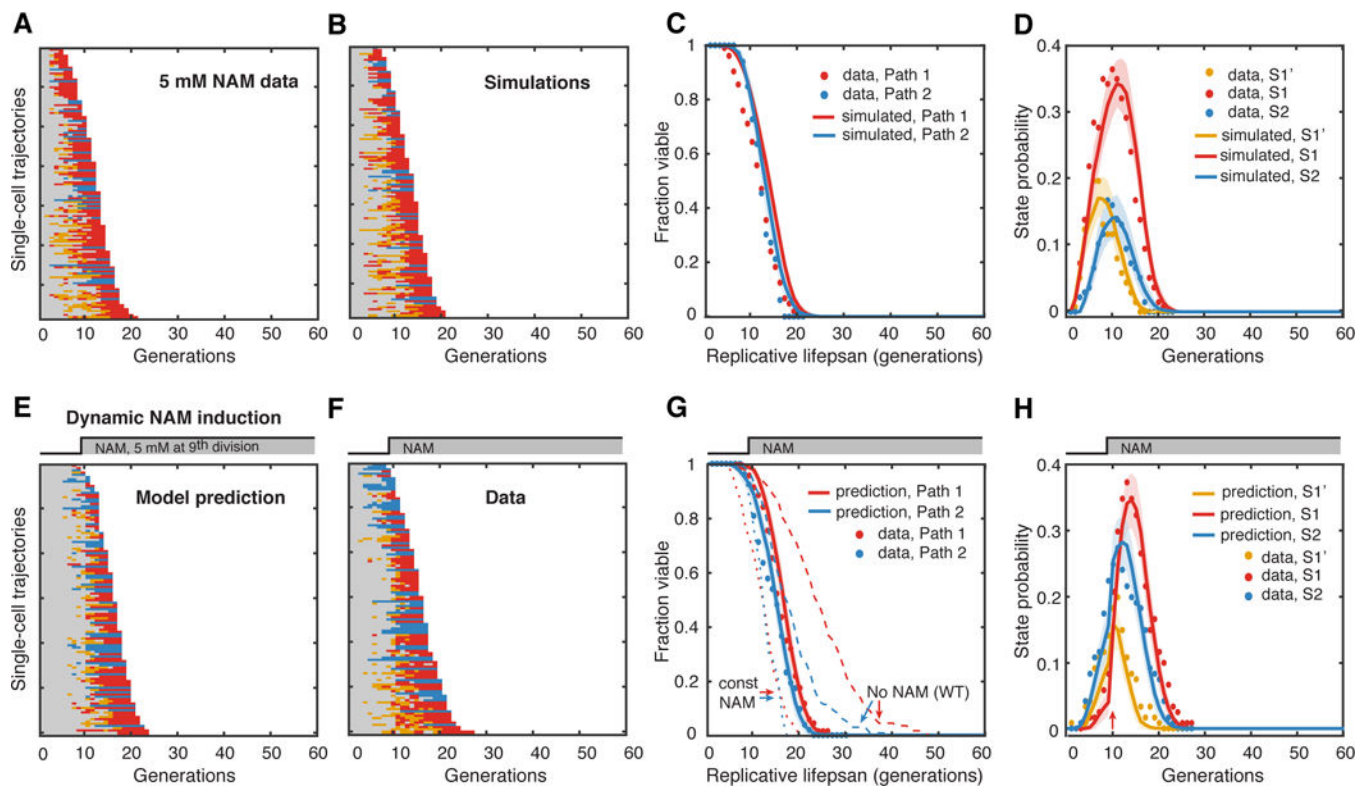 A
5 mM NAM data
Single-cell trajectories
0 10 20 30 40 50 60
Generations
B
Simulations
0 10 20 30 40 50 60
Generations
C
data, Path 1
data, Path 2
simulated, Path 1
simulated, Path 2
Fraction viable
1
0.8
0.6
0.4
0.2
0
0 10 20 30 40 50 60
Replicative lifepsan (generations)
D
data, S1'
data, S1
data, S2
simulated, S1'
simulated, S1
simulated, S2
State probability
0.4
0.3
0.2
0.1
0
0 10 20 30 40 50 60
Generations
E
Dynamic NAM induction
NAM, 5 mM at 9th division
Model prediction
Single-cell trajectories
0 10 20 30 40 50 60
Generations
F
NAM
Data
0 10 20 30 40 50 60
Generations
G
NAM
prediction, Path 1
prediction, Path 2
data, Path 1
data, Path 2
const
NAM
No NAM (WT)
Fraction viable
1
0.8
0.6
0.4
0.2
0
0 10 20 30 40 50 60
Replicative lifepsan (generations)
H
NAM
prediction, S1'
prediction, S1
prediction, S2
data, S1'
data, S1
data, S2
State probability
0.4
0.3
0.2
0.1
0
0 10 20 30 40 50 60
Generations